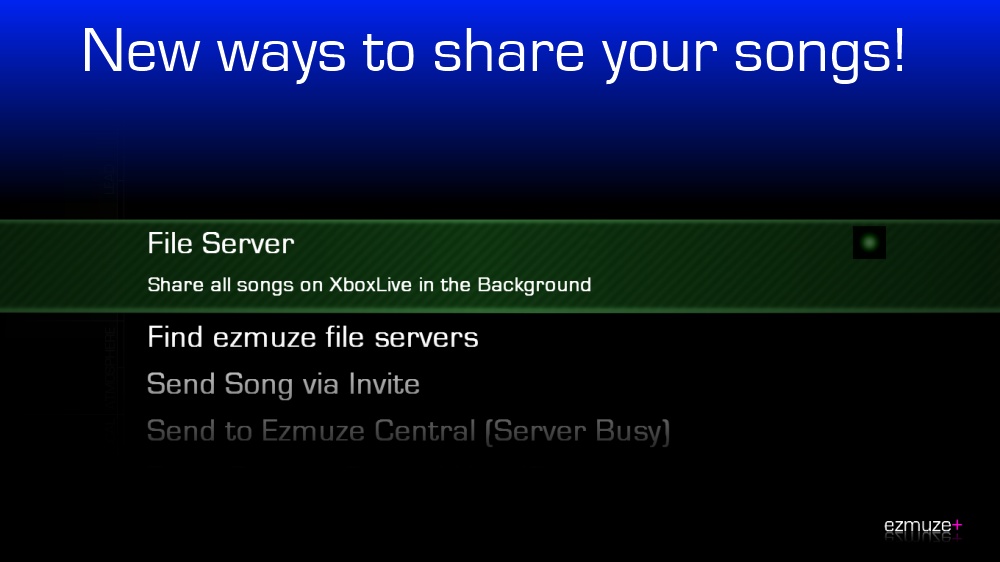 New ways to share your songs!
File Server
Share all songs on XboxLive in the Background
Find ezmuze file servers
Send Song via Invite
Send to Ezmuze Central (Server Busy)
ezmuze+